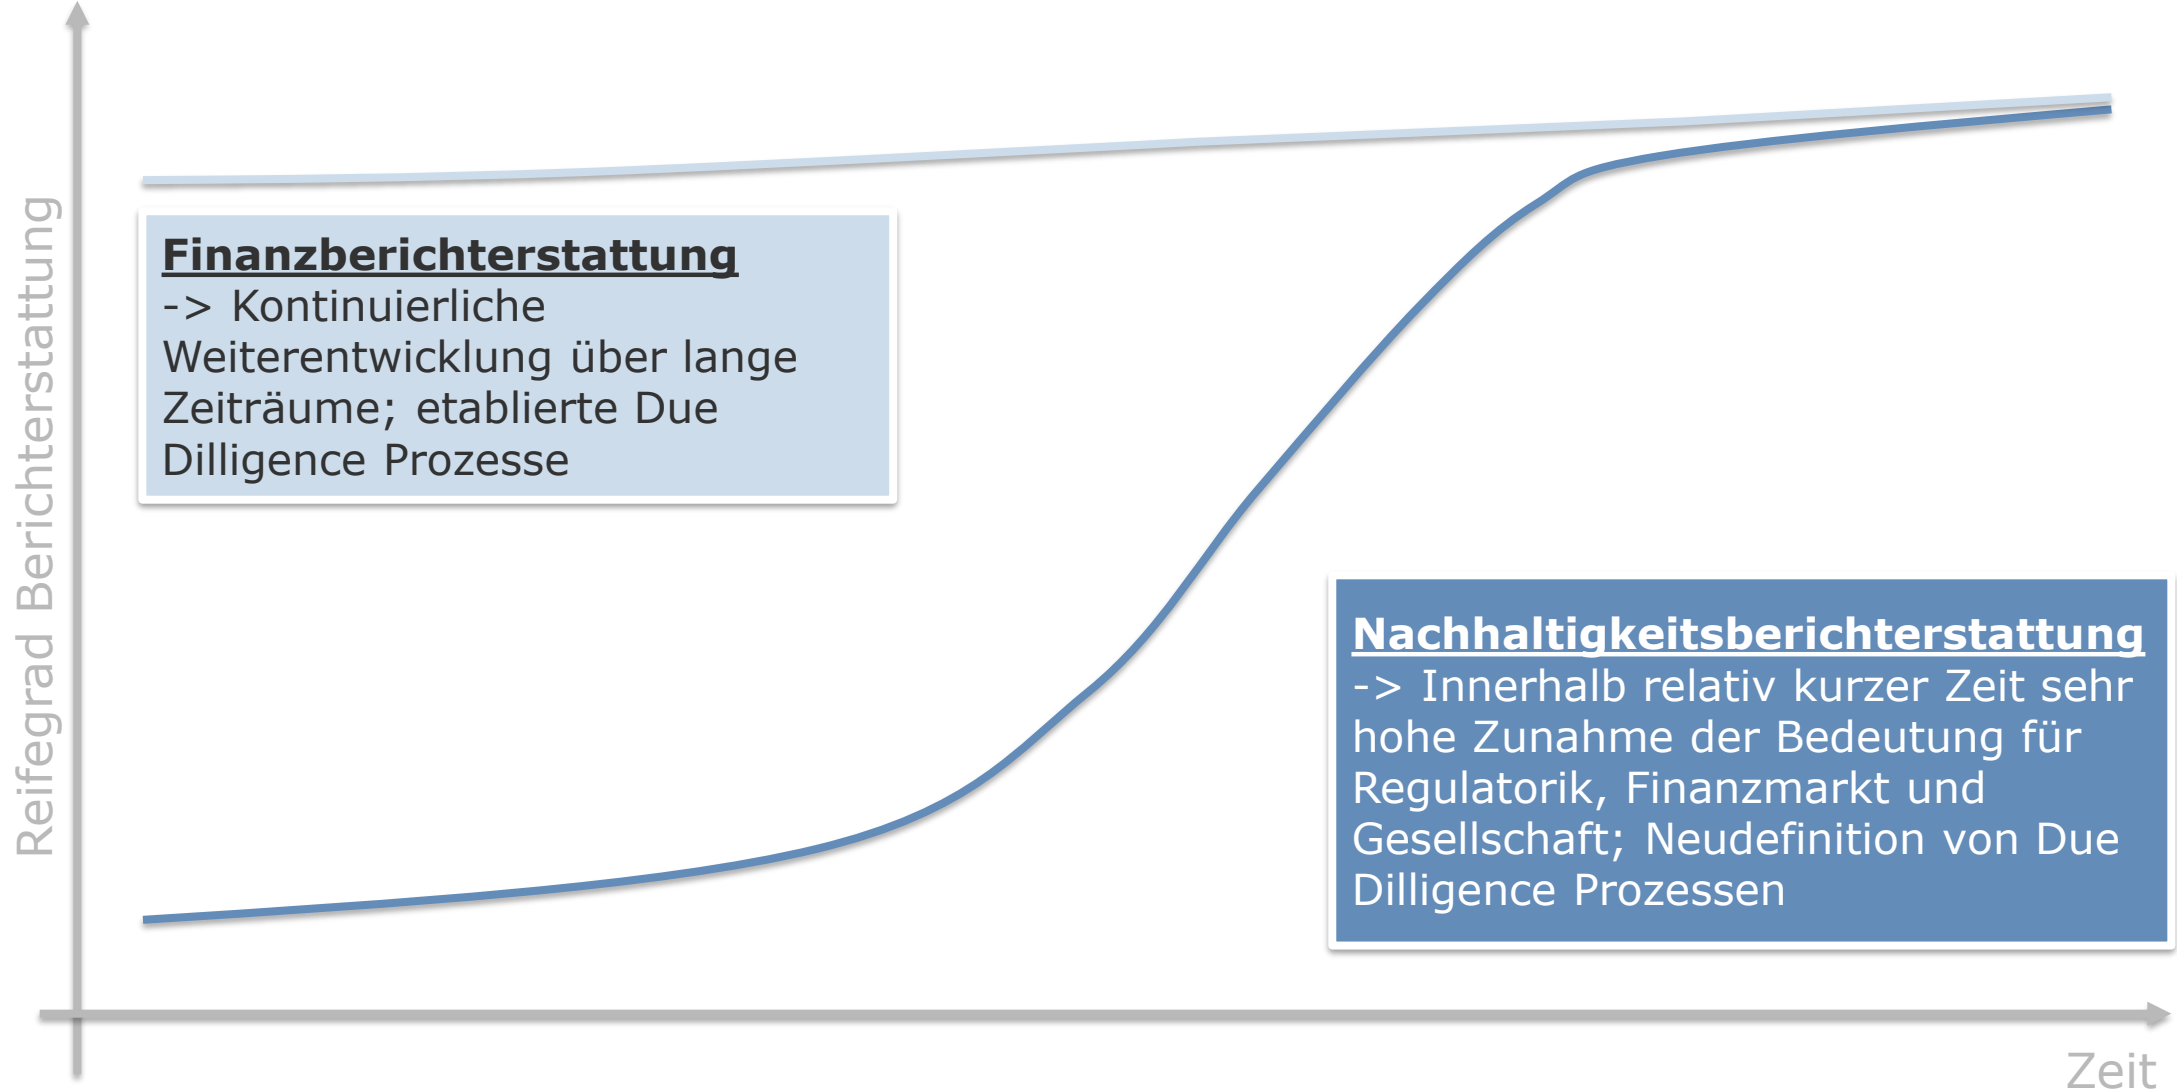 Reifegrad Berichterstattung
Finanzberichterstattung
-> Kontinuierliche
Weiterentwicklung über lange
Zeiträume; etablierte Due
Dilligence Prozesse
Nachhaltigkeitsberichterstattung
-> Innerhalb relativ kurzer Zeit sehr
hohe Zunahme der Bedeutung für
Regulatorik, Finanzmarkt und
Gesellschaft; Neudefinition von Due
Dilligence Prozessen
Zeit